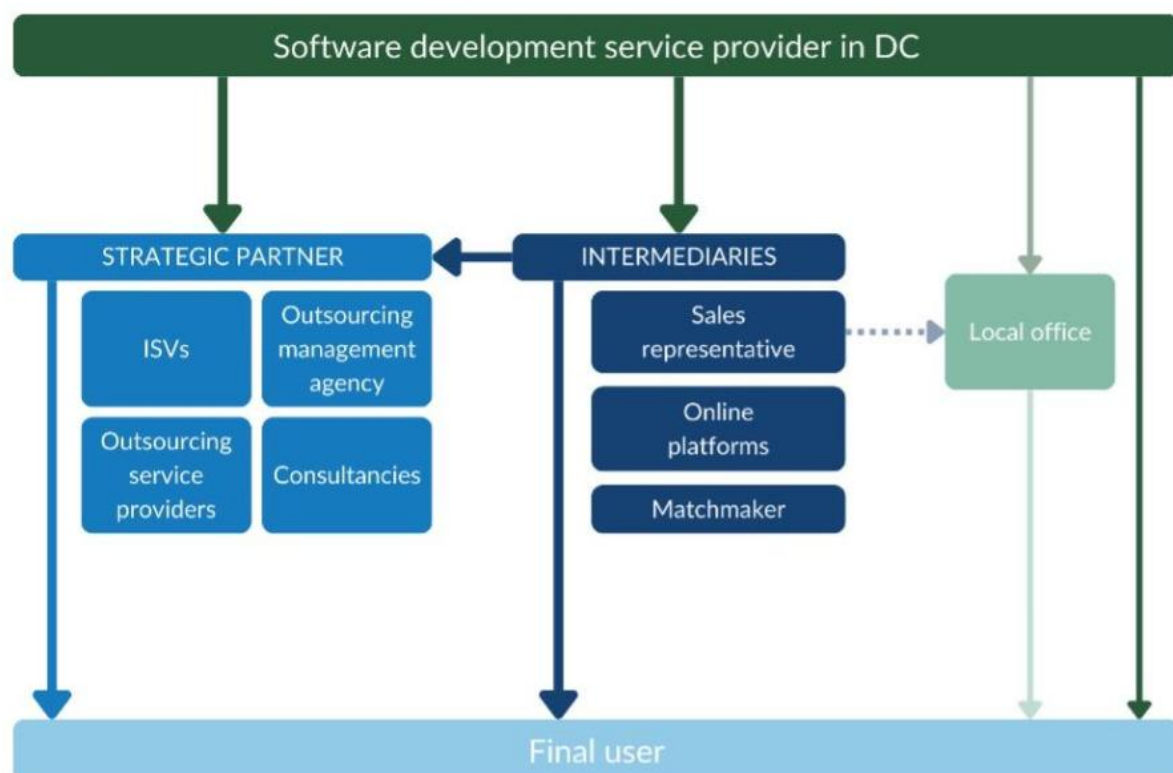 Software development service provider in DC
STRATEGIC PARTNER
INTERMEDIARIES
ISVs
Outsourcing
management
agency
Outsourcing
service
providers
Consultancies
Sales
representative
Online
platforms
Matchmaker
Local office
Final user